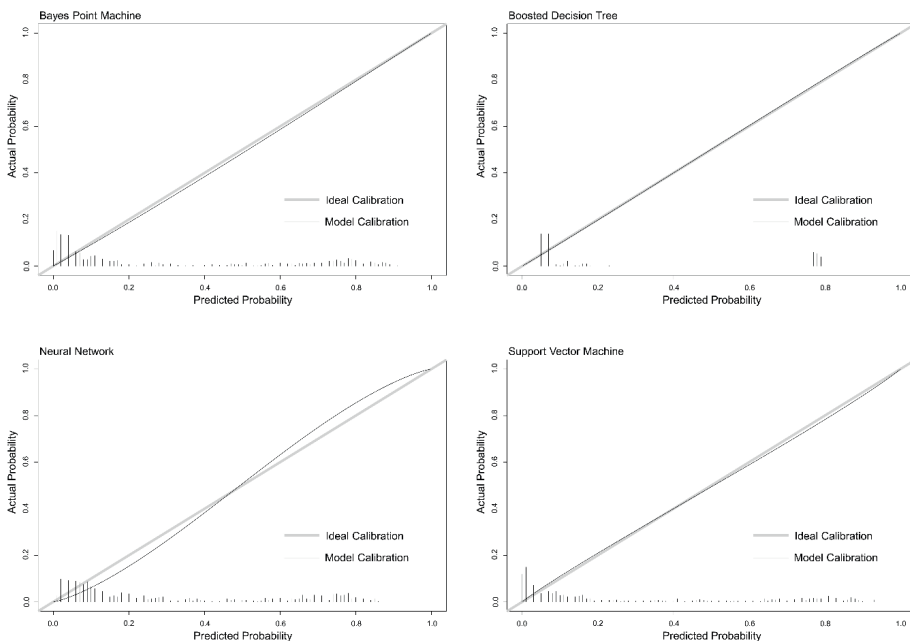 Bayes Point Machine
1.0
0.8
0.6
0.4
0.2
0.0
Actual Probability
Ideal Calibration
Model Calibration
0.0 0.2 0.4 0.6 0.8 1.0
Predicted Probability
Boosted Decision Tree
1.0
0.8
0.6
0.4
0.2
0.0
Actual Probability
Ideal Calibration
Model Calibration
0.0 0.2 0.4 0.6 0.8 1.0
Predicted Probability
Neural Network
1.0
0.8
0.6
0.4
0.2
0.0
Actual Probability
Ideal Calibration
Model Calibration
0.0 0.2 0.4 0.6 0.8 1.0
Predicted Probability
Support Vector Machine
1.0
0.8
0.6
0.4
0.2
0.0
Actual Probability
Ideal Calibration
Model Calibration
0.0 0.2 0.4 0.6 0.8 1.0
Predicted Probability